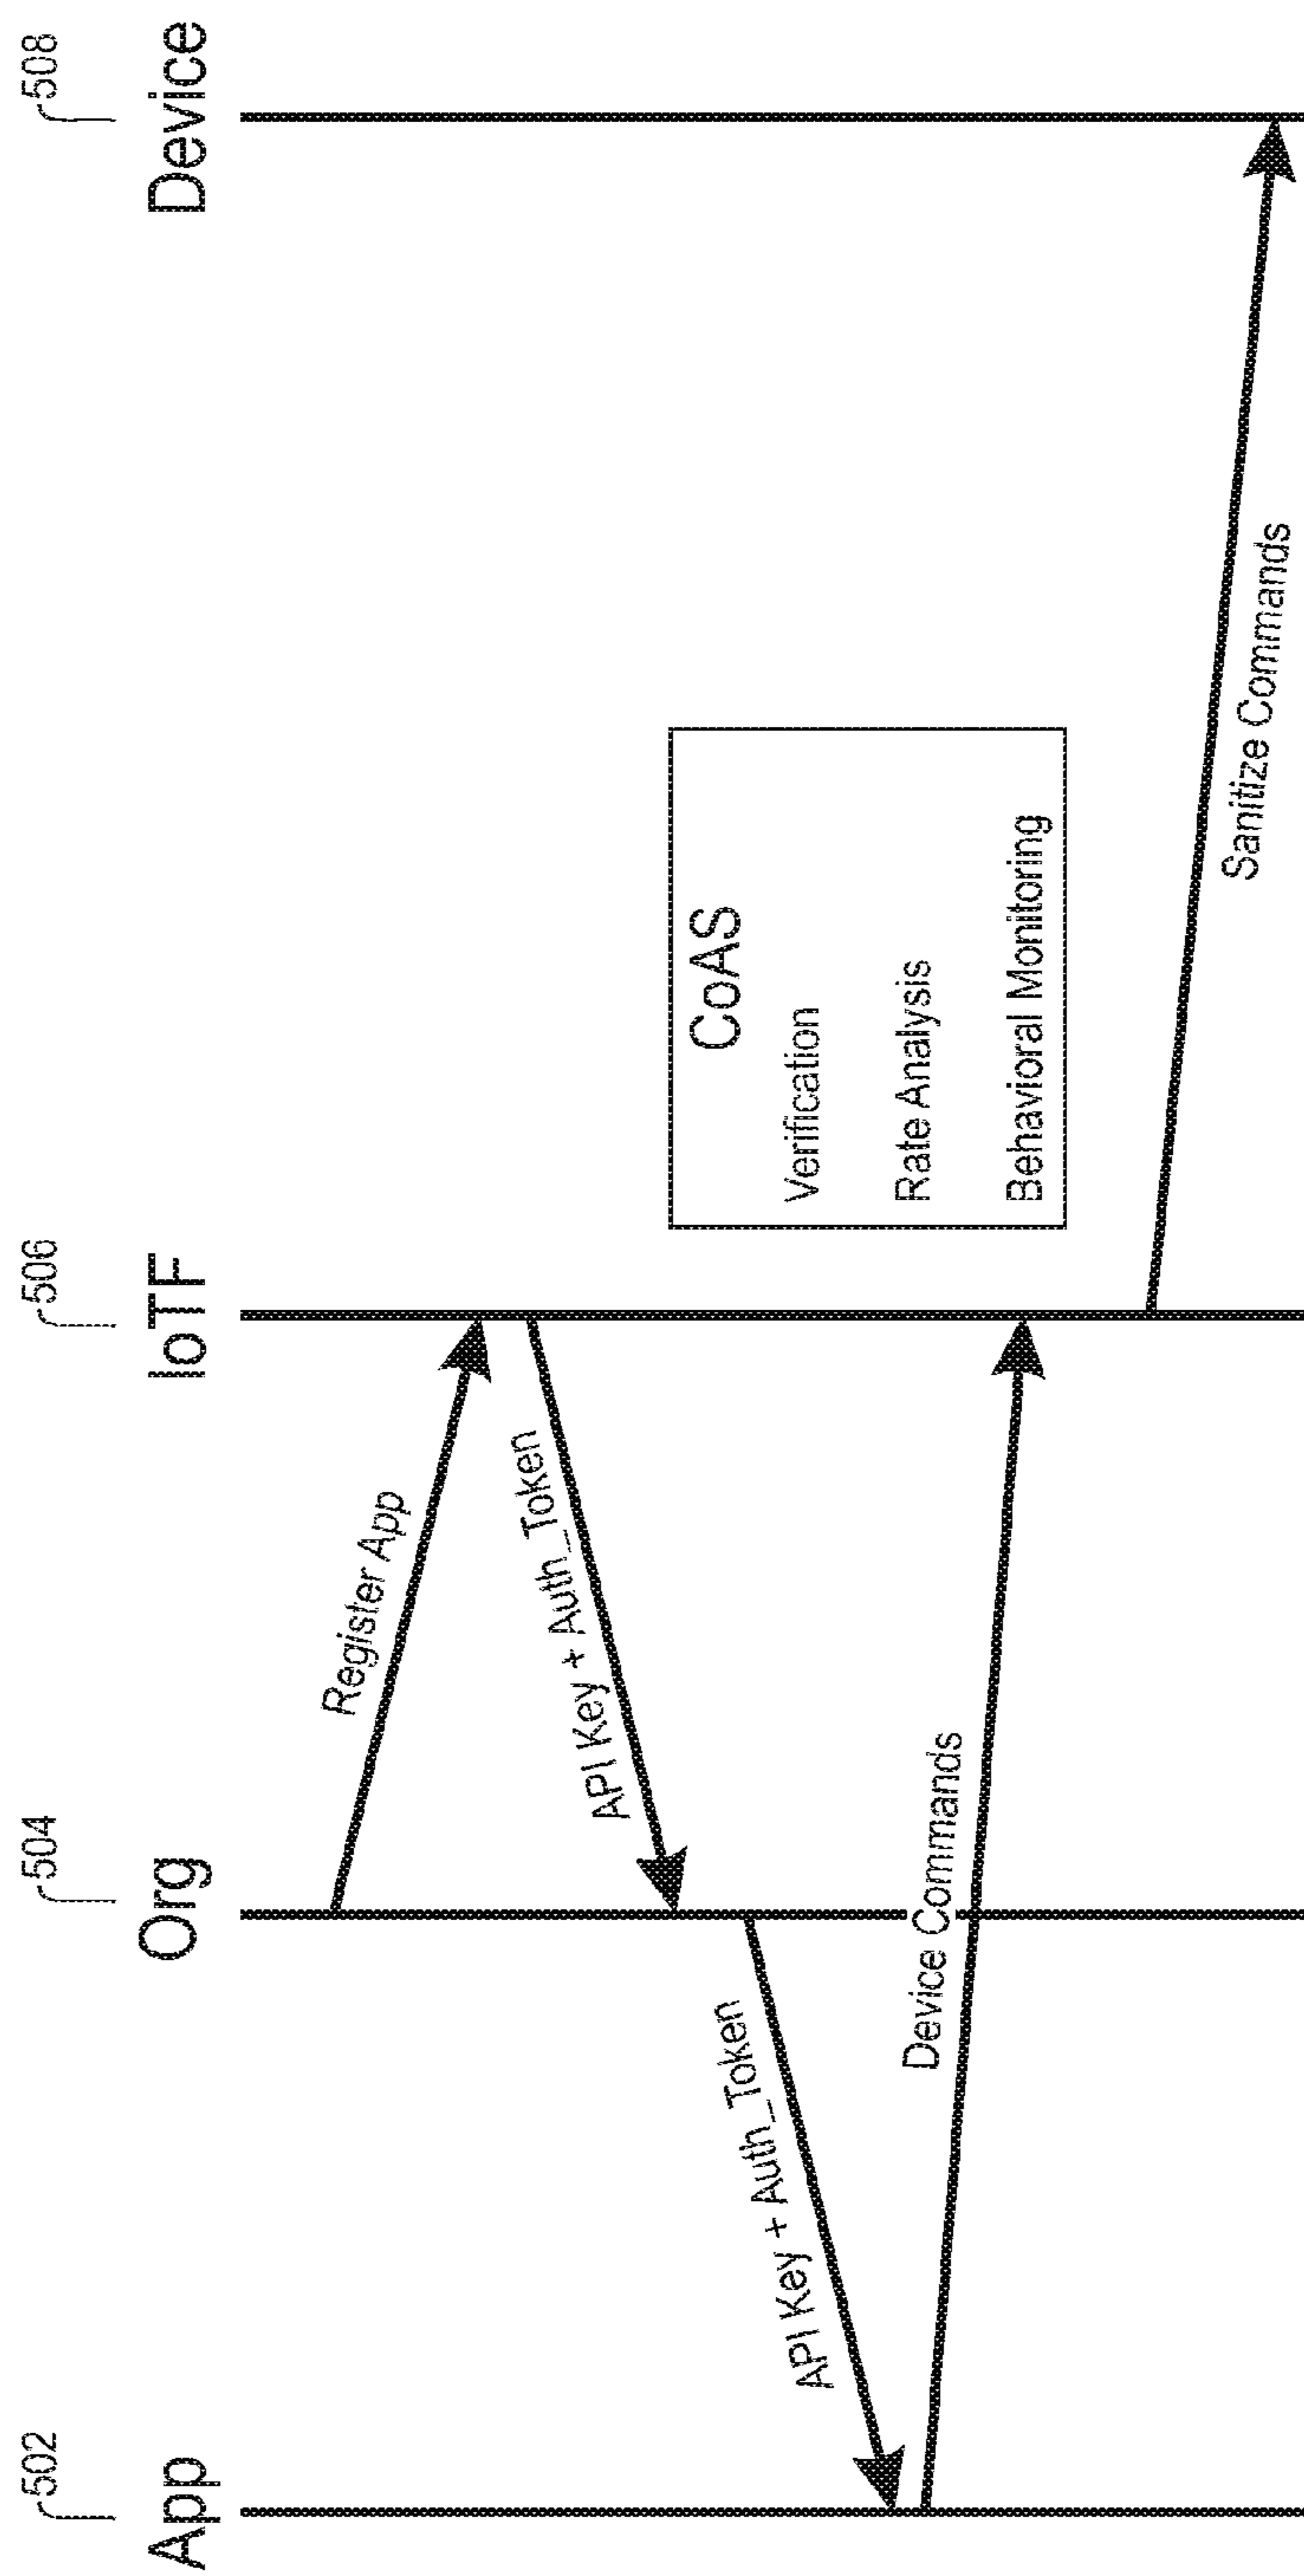 502
504
506
508
App
Org
IoTF
Device
Register App
API Key + Auth_Token
API Key + Auth_Token
Device Commands
CoAS
Verification
Rate Analysis
Behavioral Monitoring
Sanitize Commands